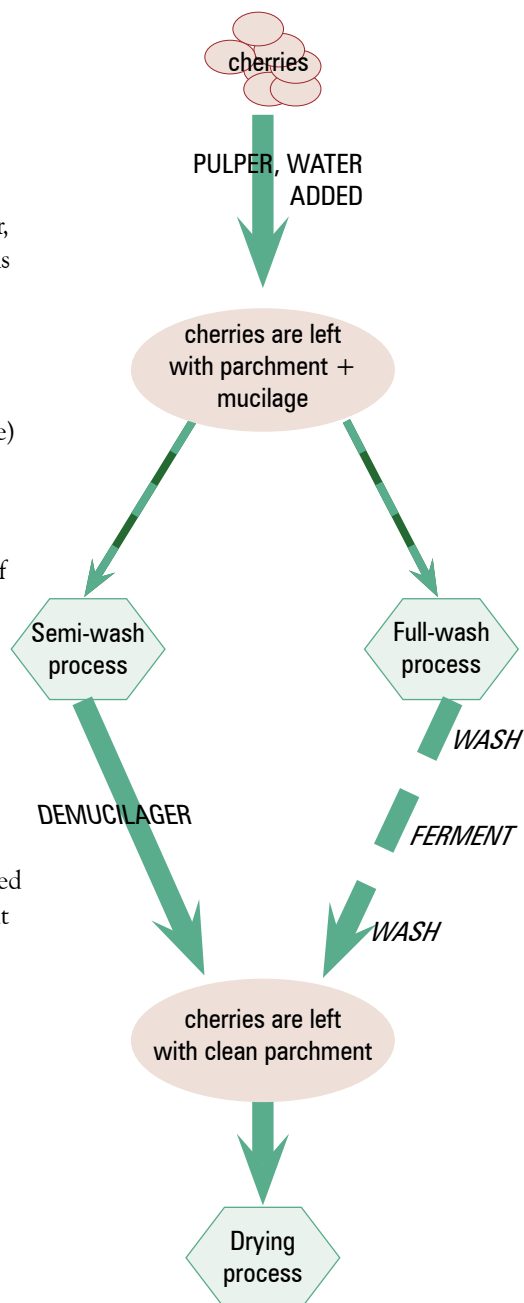 cherries
PULPER, WATER
ADDED
cherries are left
with parchment +
mucilage
Semi-wash
process
Full-wash
process
WASH
DEMUCILAGER
FERMENT
WASH
cherries are left
with clean parchment
Drying
process